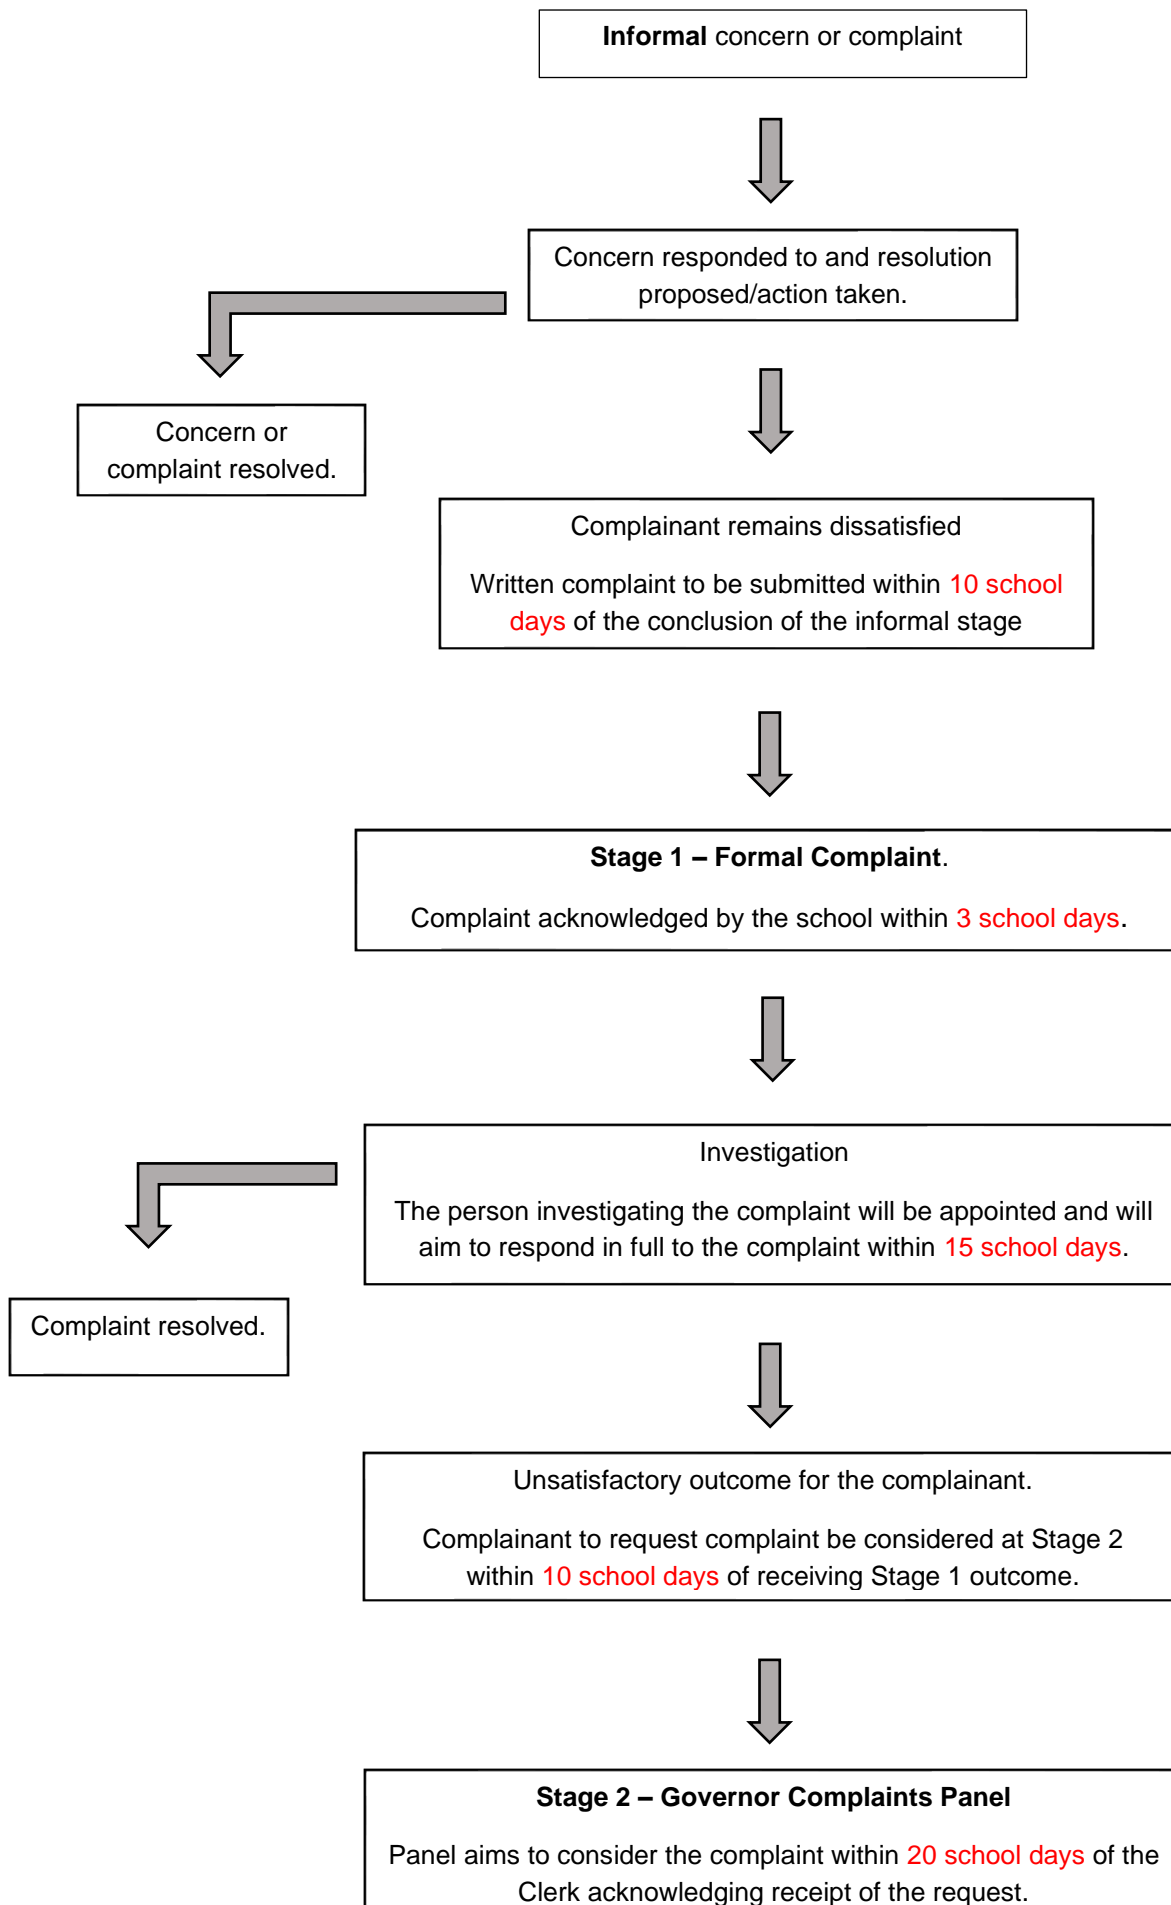 Informal concern or complaint
Concern responded to and resolution
proposed/action taken.
Concern or
complaint resolved.
Complainant remains dissatisfied
Written complaint to be submitted within 10 school
days of the conclusion of the informal stage
Stage 1 – Formal Complaint.
Complaint acknowledged by the school within 3 school days.
Investigation
The person investigating the complaint will be appointed and will
aim to respond in full to the complaint within 15 school days.
Complaint resolved.
Unsatisfactory outcome for the complainant.
Complainant to request complaint be considered at Stage 2
within 10 school days of receiving Stage 1 outcome.
Stage 2 – Governor Complaints Panel
Panel aims to consider the complaint within 20 school days of the
Clerk acknowledging receipt of the request.